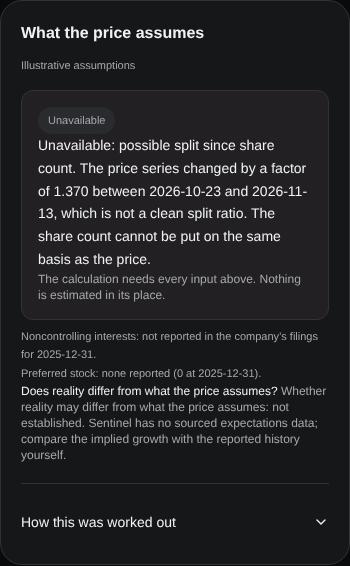 What the price assumes
Illustrative assumptions
Unavailable
Unavailable: possible split since share
count. The price series changed by a factor
of 1.370 between 2026-10-23 and 2026-11-
13, which is not a clean split ratio. The
share count cannot be put on the same
basis as the price.
The calculation needs every input above. Nothing
is estimated in its place.
Noncontrolling interests: not reported in the company's filings
for 2025-12-31.
Preferred stock: none reported (0 at 2025-12-31).
Does reality differ from what the price assumes? Whether
reality may differ from what the price assumes: not
established. Sentinel has no sourced expectations data;
compare the implied growth with the reported history
yourself.
How this was worked out